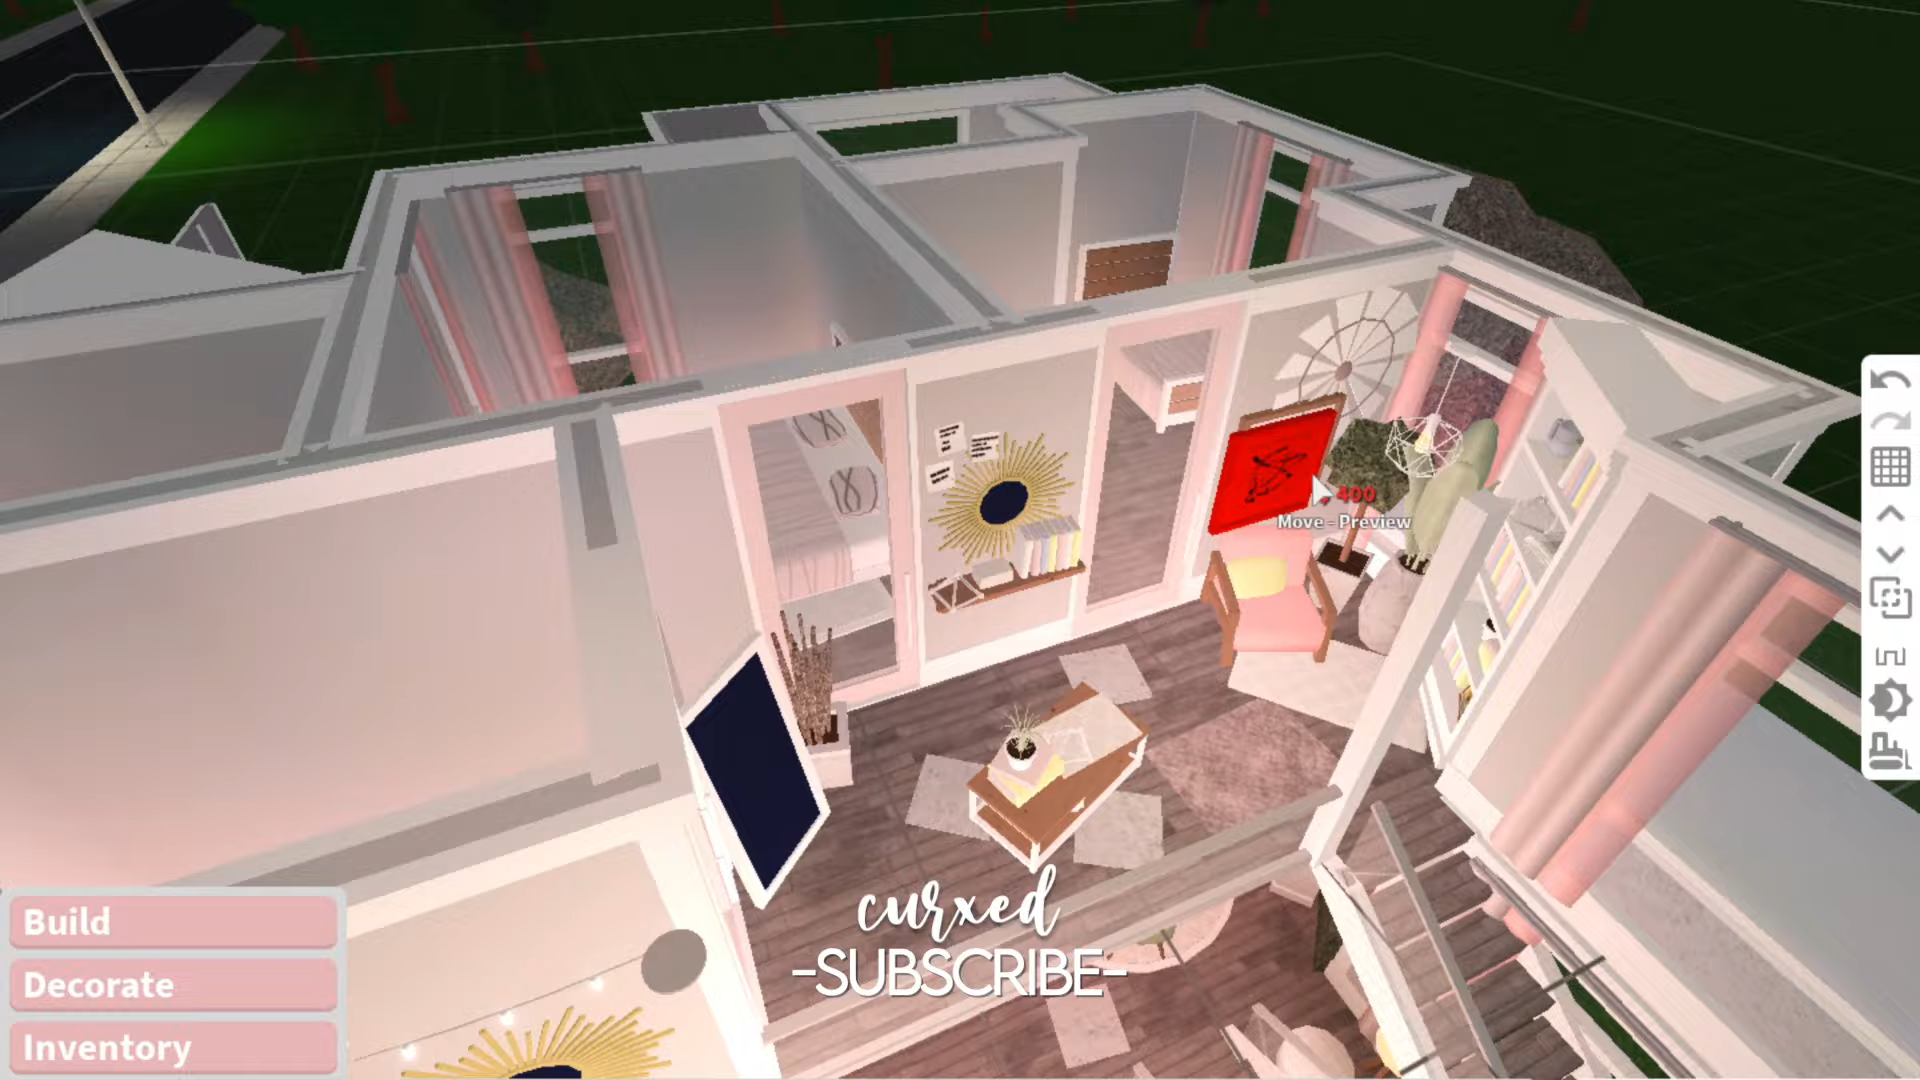 400
Move - Preview
curxed
-SUBSCRIBE-
Build
Decorate
Inventory